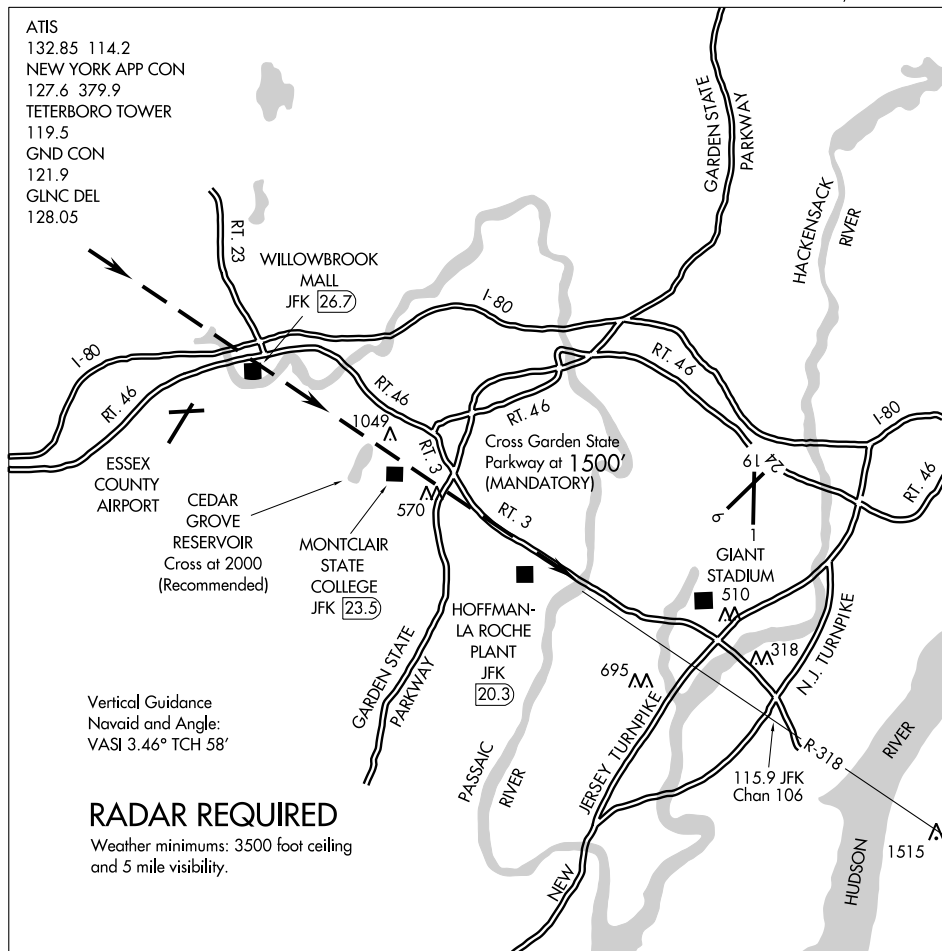 ATIS
132.85 114.2
NEW YORK APP CON
127.6 379.9
TETERBORO TOWER
119.5
GND CON
121.9
GLNC DEL
128.05
GARDEN STATE
PARKWAY
HACKENSACK
RIVER
RT. 23
WILLOWBROOK
MALL
JFK 26.7
I-80
I-80
RT. 46
RT. 46
RT. 46
RT. 46
I-80
RT. 46
1049
RT. 3
Cross Garden State
Parkway at 1500'
(MANDATORY)
ESSEX
COUNTY
AIRPORT
CEDAR
GROVE
RESERVOIR
Cross at 2000
(Recommended)
570
RT. 3
19
24
6
1
MONTCLAIR
STATE
COLLEGE
JFK 23.5
GIANT
STADIUM
510
HOFFMAN-
LA ROCHE
PLANT
JFK
20.3
GARDEN STATE
PARKWAY
695
318
N.J. TURNPIKE
Vertical Guidance
Navaid and Angle:
VASI 3.46° TCH 58'
PASSAIC
RIVER
NEW
JERSEY TURNPIKE
R-318
115.9 JFK
Chan 106
HUDSON
RIVER
1515
RADAR REQUIRED
Weather minimums: 3500 foot ceiling
and 5 mile visibility.